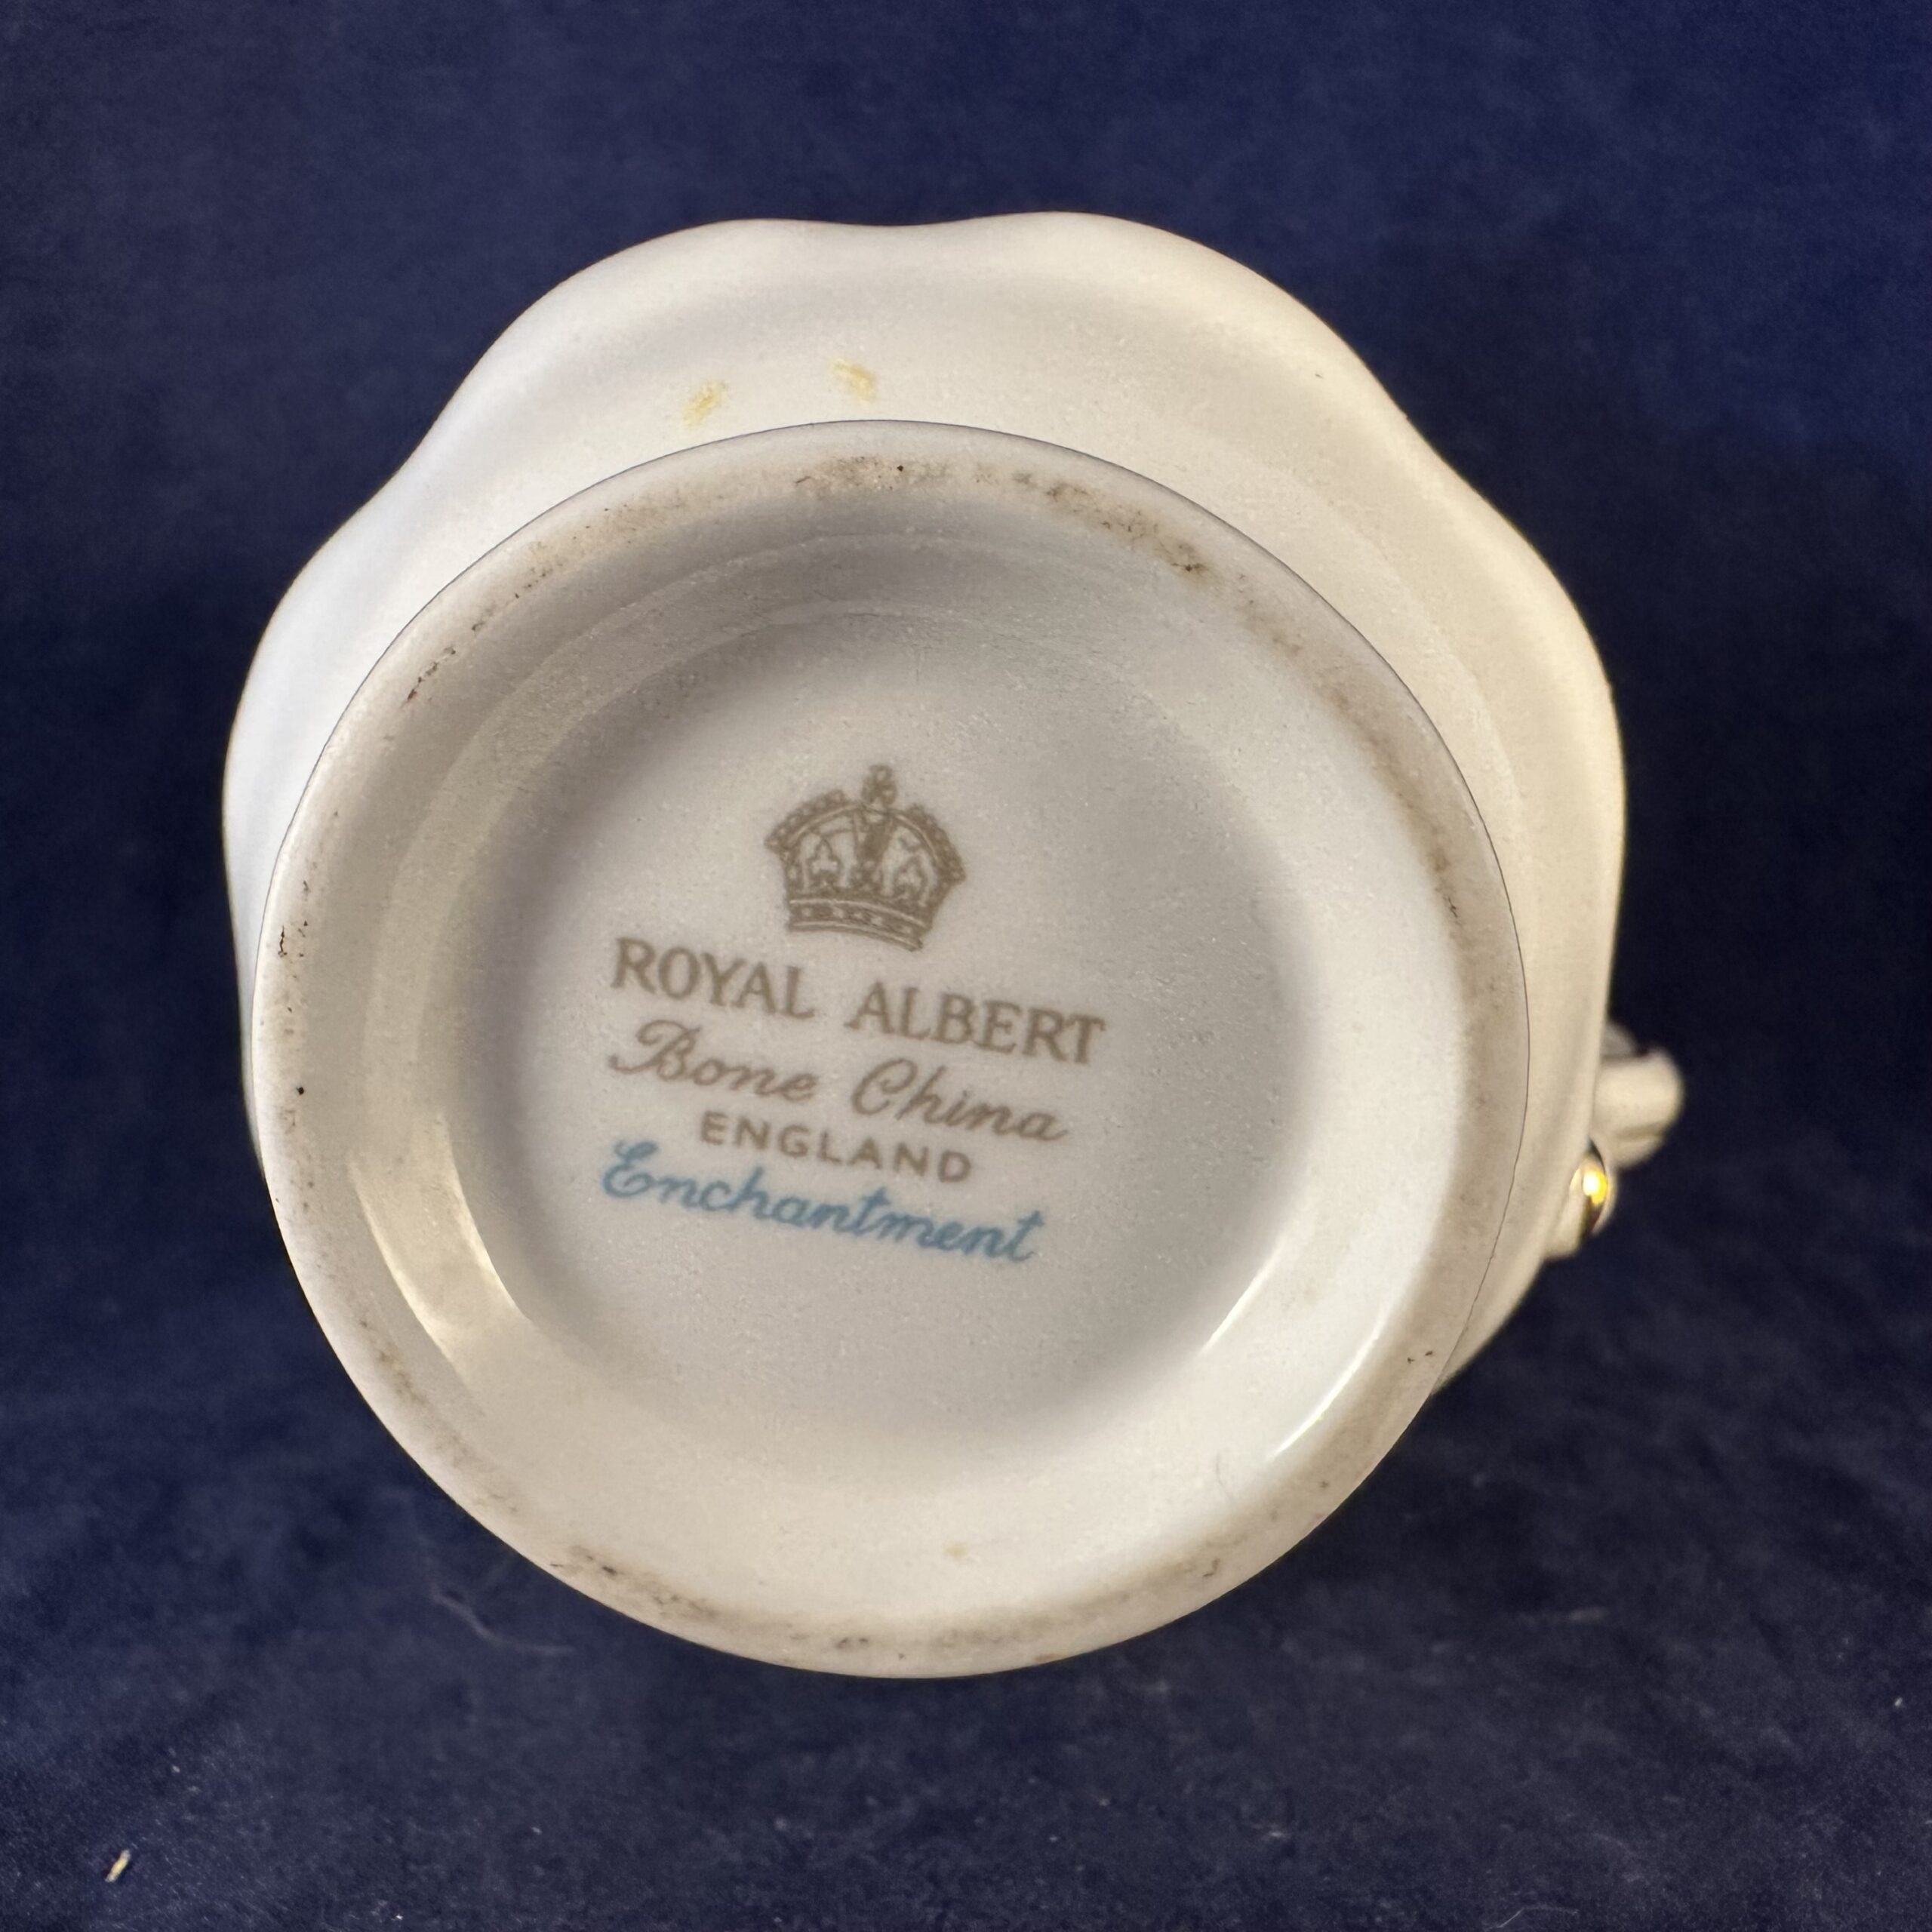 ROYAL ALBERT
Bone China
ENGLAND
Enchantment